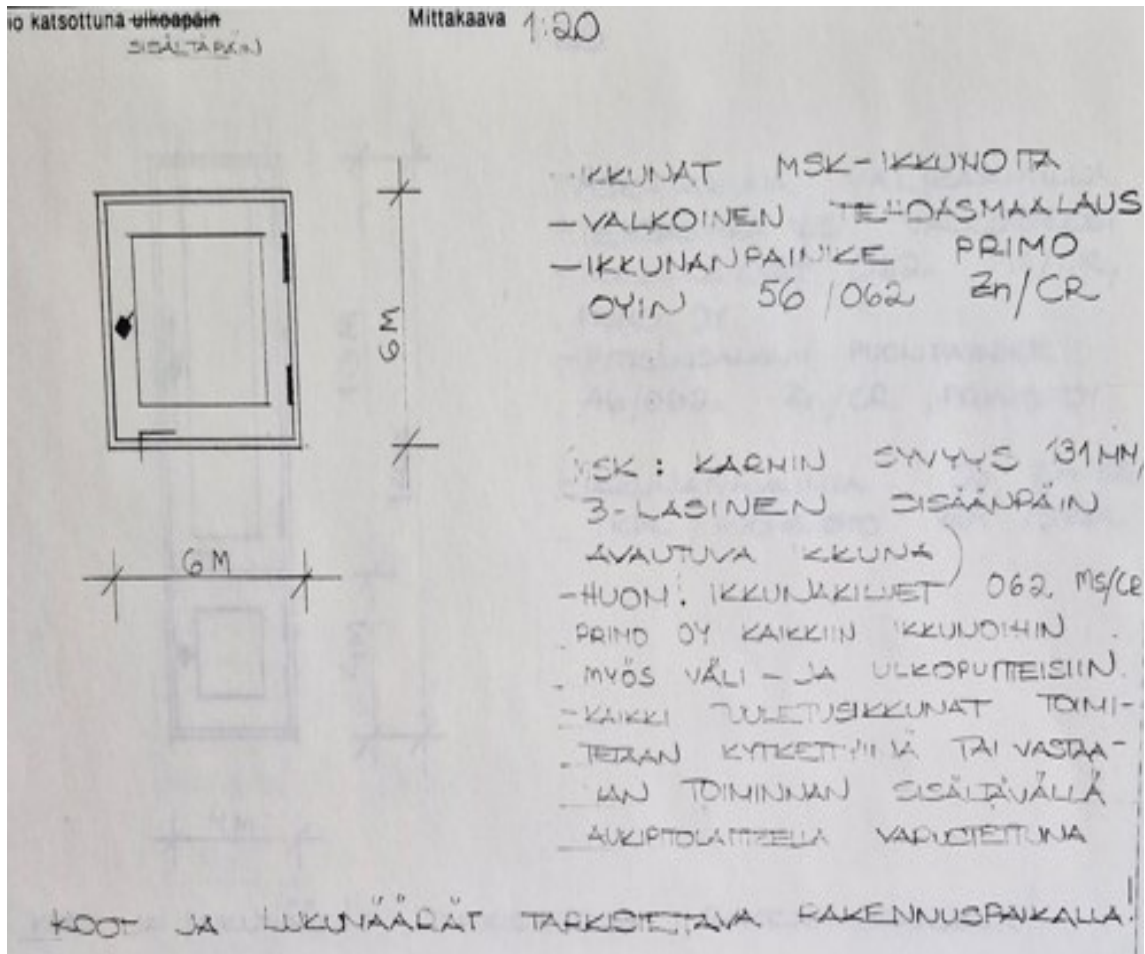 io katsottuna ulkoapäin
SISÄLTÄPÄIN
Mittakaava 1:20
-IKKUNAT MSK-IKKUNOITA
-VALKOINEN TEHDASMAALAUS
-IKKUNANPAINIKE PRIMO
OY:N 56/062 Zn/CR
6M
6M
MSK: KARMIN SYVYYS 131MM,
3-LASINEN SISÄÄNPÄIN
AVAUTUVA IKKUNA
-HUOM! IKKUNAKILVET 062 MS/CR
PRIMO OY KAIKKIIN IKKUNOIHIN
MYÖS VÄLI- JA ULKOPUITTEISIIN.
-KAIKKI TUULETUSIKKUNAT TOIMI-
TETAAN KYTKETTYINÄ TAI VASTAA-
VAN TOIMINNAN SISÄLTÄVÄLLÄ
AUKIPITOLAITTEELLA VARUSTETTUNA
KOOT JA LUKUMÄÄRÄT TARKISTETTAVA RAKENNUSPAIKALLA!